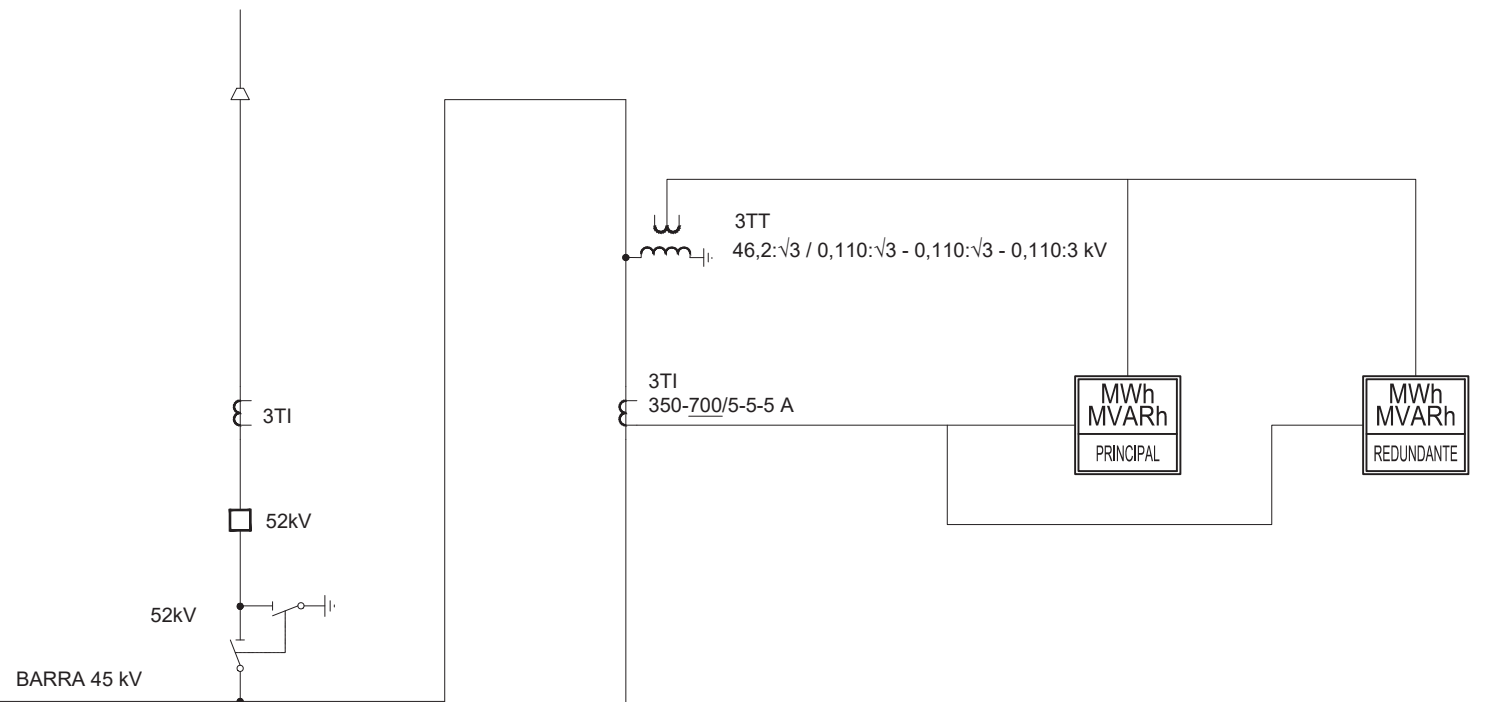 3TT
46,2:√3 / 0,110:√3 - 0,110:√3 - 0,110:3 kV
3TI
350-700/5-5-5 A
3TI
MWh
MVARh
PRINCIPAL
MWh
MVARh
REDUNDANTE
52kV
52kV
BARRA 45 kV